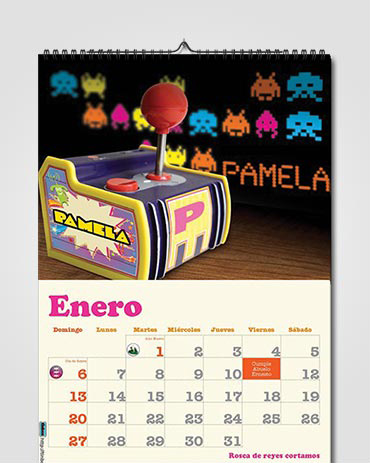 PAMELA
PAMELA
P
Enero
Domingo Lunes Martes Miércoles Jueves Viernes Sábado
1 2 3 4 5
Cumple
Abuelo
Ernesto
6 7 8 9 10 12
13 14 15 16 17 18 19
20 21 22 23 24 25 26
27 28 29 30 31
Rosca de reyes cortamos